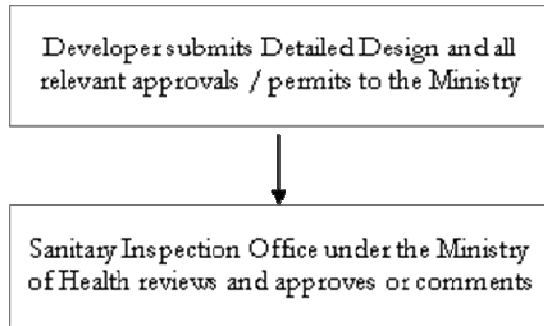 Developer submits Detailed Design and all
relevant approvals / permits to the Ministry
Sanitary Inspection Office under the Ministry
of Health reviews and approves or comments